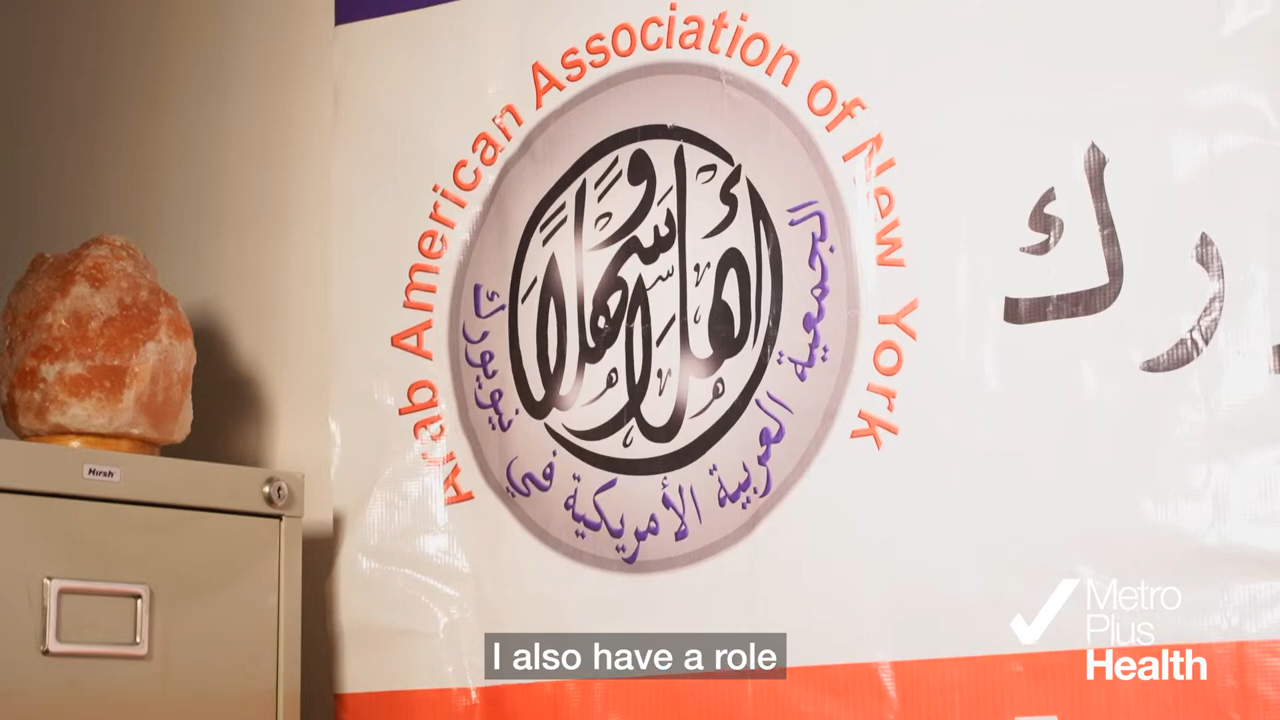 Arab American Association of New York
أهلاً وسهلاً
الجمعية العربية الأمريكية في نيويورك
رك
Hirsh
I also have a role
Metro
Plus
Health